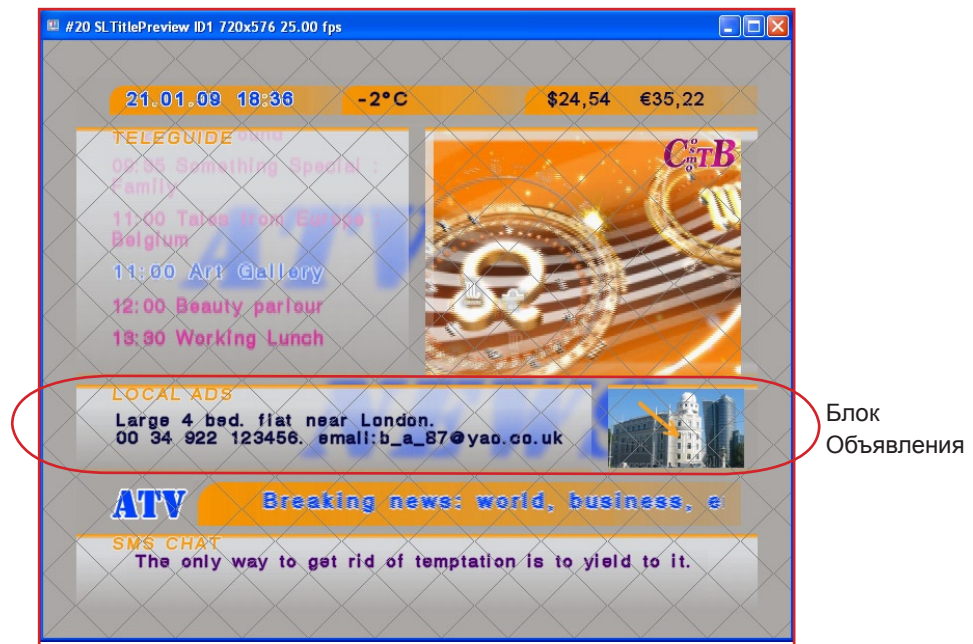 #20 SLTitlePreview ID1 720x576 25.00 fps
21.01.09 18:36 -2°C $24,54 €35,22
TELEGUIDE
09:05 Something Special :
Family
11:00 Tales from Europe
Belgium
11:00 Art Gallery
12:00 Beauty parlour
13:30 Working Lunch
CosmoTB
ATV
NEWS
LOCAL ADS
Large 4 bed. flat near London.
00 34 922 123456. email:b_a_87@yao.co.uk
Блок
Объявления
ATV Breaking news: world, business, e
SMS CHAT
The only way to get rid of temptation is to yield to it.